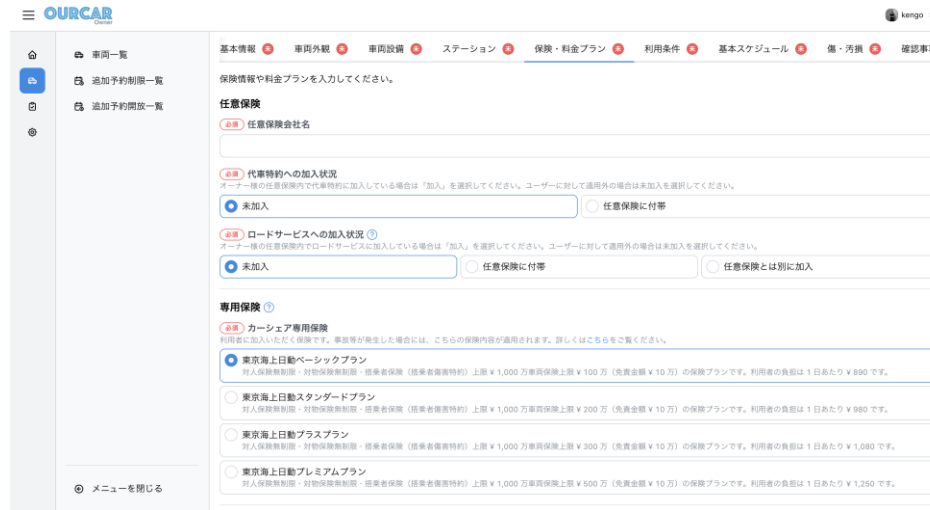 OURCAR
Owner
kengo
車両一覧
追加予約制限一覧
追加予約開放一覧
メニューを閉じる
基本情報 未 車両外観 未 車両設備 未 ステーション 未 保険・料金プラン 未 利用条件 未 基本スケジュール 未 傷・汚損 未 確認事
保険情報や料金プランを入力してください。
任意保険
必須 任意保険会社名
必須 代車特約への加入状況
オーナー様の任意保険内で代車特約に加入している場合は「加入」を選択してください。ユーザーに対して適用外の場合は未加入を選択してください。
未加入 任意保険に付帯
必須 ロードサービスへの加入状況 ?
オーナー様の任意保険内でロードサービスに加入している場合は「加入」を選択してください。ユーザーに対して適用外の場合は未加入を選択してください。
未加入 任意保険に付帯 任意保険とは別に加入
専用保険 ?
必須 カーシェア専用保険
利用者に加入いただく保険です。事故等が発生した場合には、こちらの保険内容が適用されます。詳しくはこちらをご覧ください。
東京海上日動ベーシックプラン
対人保険無制限・対物保険無制限・搭乗者保険（搭乗者傷害特約）上限 ¥ 1,000 万車両保険上限 ¥ 100 万（免責金額 ¥ 10 万）の保険プランです。利用者の負担は 1 日あたり ¥ 890 です。
東京海上日動スタンダードプラン
対人保険無制限・対物保険無制限・搭乗者保険（搭乗者傷害特約）上限 ¥ 1,000 万車両保険上限 ¥ 200 万（免責金額 ¥ 10 万）の保険プランです。利用者の負担は 1 日あたり ¥ 980 です。
東京海上日動プラスプラン
対人保険無制限・対物保険無制限・搭乗者保険（搭乗者傷害特約）上限 ¥ 1,000 万車両保険上限 ¥ 300 万（免責金額 ¥ 10 万）の保険プランです。利用者の負担は 1 日あたり ¥ 1,080 です。
東京海上日動プレミアムプラン
対人保険無制限・対物保険無制限・搭乗者保険（搭乗者傷害特約）上限 ¥ 1,000 万車両保険上限 ¥ 500 万（免責金額 ¥ 10 万）の保険プランです。利用者の負担は 1 日あたり ¥ 1,250 です。